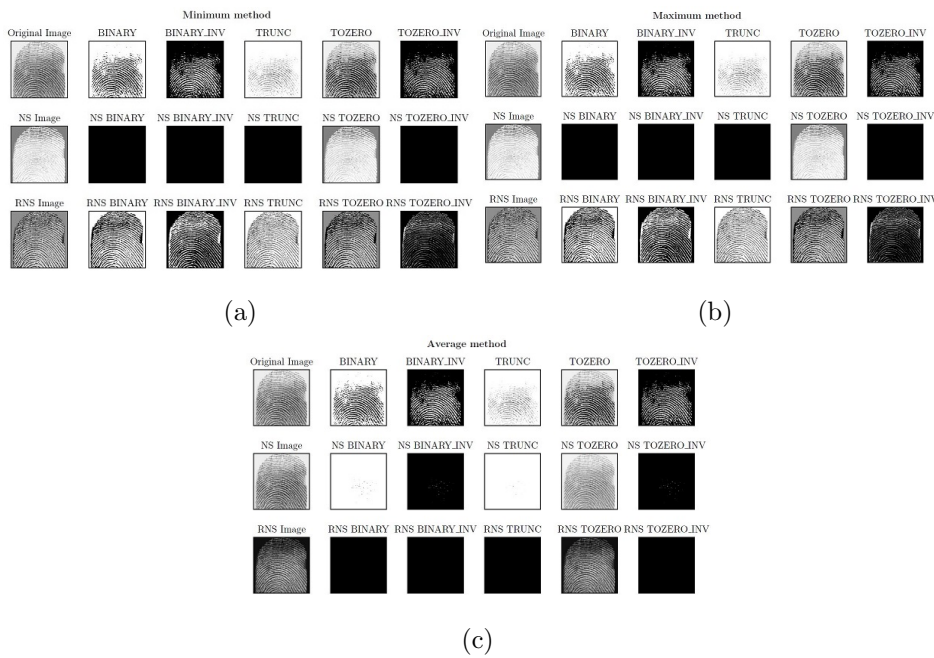 Minimum method
Original Image BINARY BINARY_INV TRUNC TOZERO TOZERO_INV
NS Image NS BINARY NS BINARY_INV NS TRUNC NS TOZERO NS TOZERO_INV
RNS Image RNS BINARY RNS BINARY_INV RNS TRUNC RNS TOZERO RNS TOZERO_INV
(a)
Maximum method
Original Image BINARY BINARY_INV TRUNC TOZERO TOZERO_INV
NS Image NS BINARY NS BINARY_INV NS TRUNC NS TOZERO NS TOZERO_INV
RNS Image RNS BINARY RNS BINARY_INV RNS TRUNC RNS TOZERO RNS TOZERO_INV
(b)
Average method
Original Image BINARY BINARY_INV TRUNC TOZERO TOZERO_INV
NS Image NS BINARY NS BINARY_INV NS TRUNC NS TOZERO NS TOZERO_INV
RNS Image RNS BINARY RNS BINARY_INV RNS TRUNC RNS TOZERO RNS TOZERO_INV
(c)